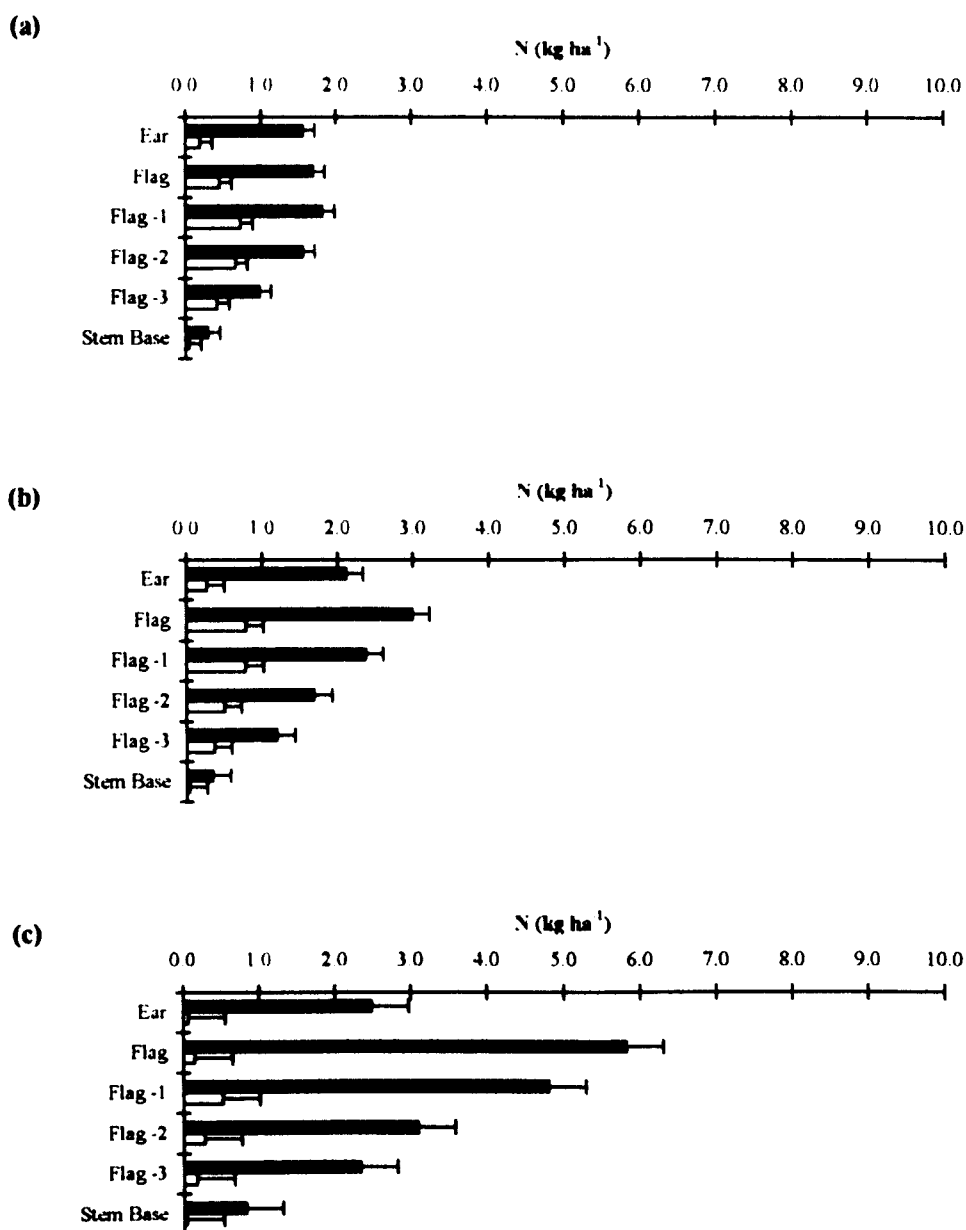 (a)
N (kg ha⁻¹)
0 0 1 0 2 0 3 0 4 0 5.0 6.0 7.0 8.0 9.0 10.0
Ear
Flag
Flag -1
Flag -2
Flag -3
Stem Base
(b)
N (kg ha⁻¹)
0 0 1 0 2.0 3.0 4.0 5.0 6.0 7.0 8.0 9.0 10.0
Ear
Flag
Flag -1
Flag -2
Flag -3
Stem Base
(c)
N (kg ha⁻¹)
0 0 1 0 2 0 3 0 4.0 5.0 6.0 7.0 8.0 9.0 10.0
Ear
Flag
Flag -1
Flag -2
Flag -3
Stem Base